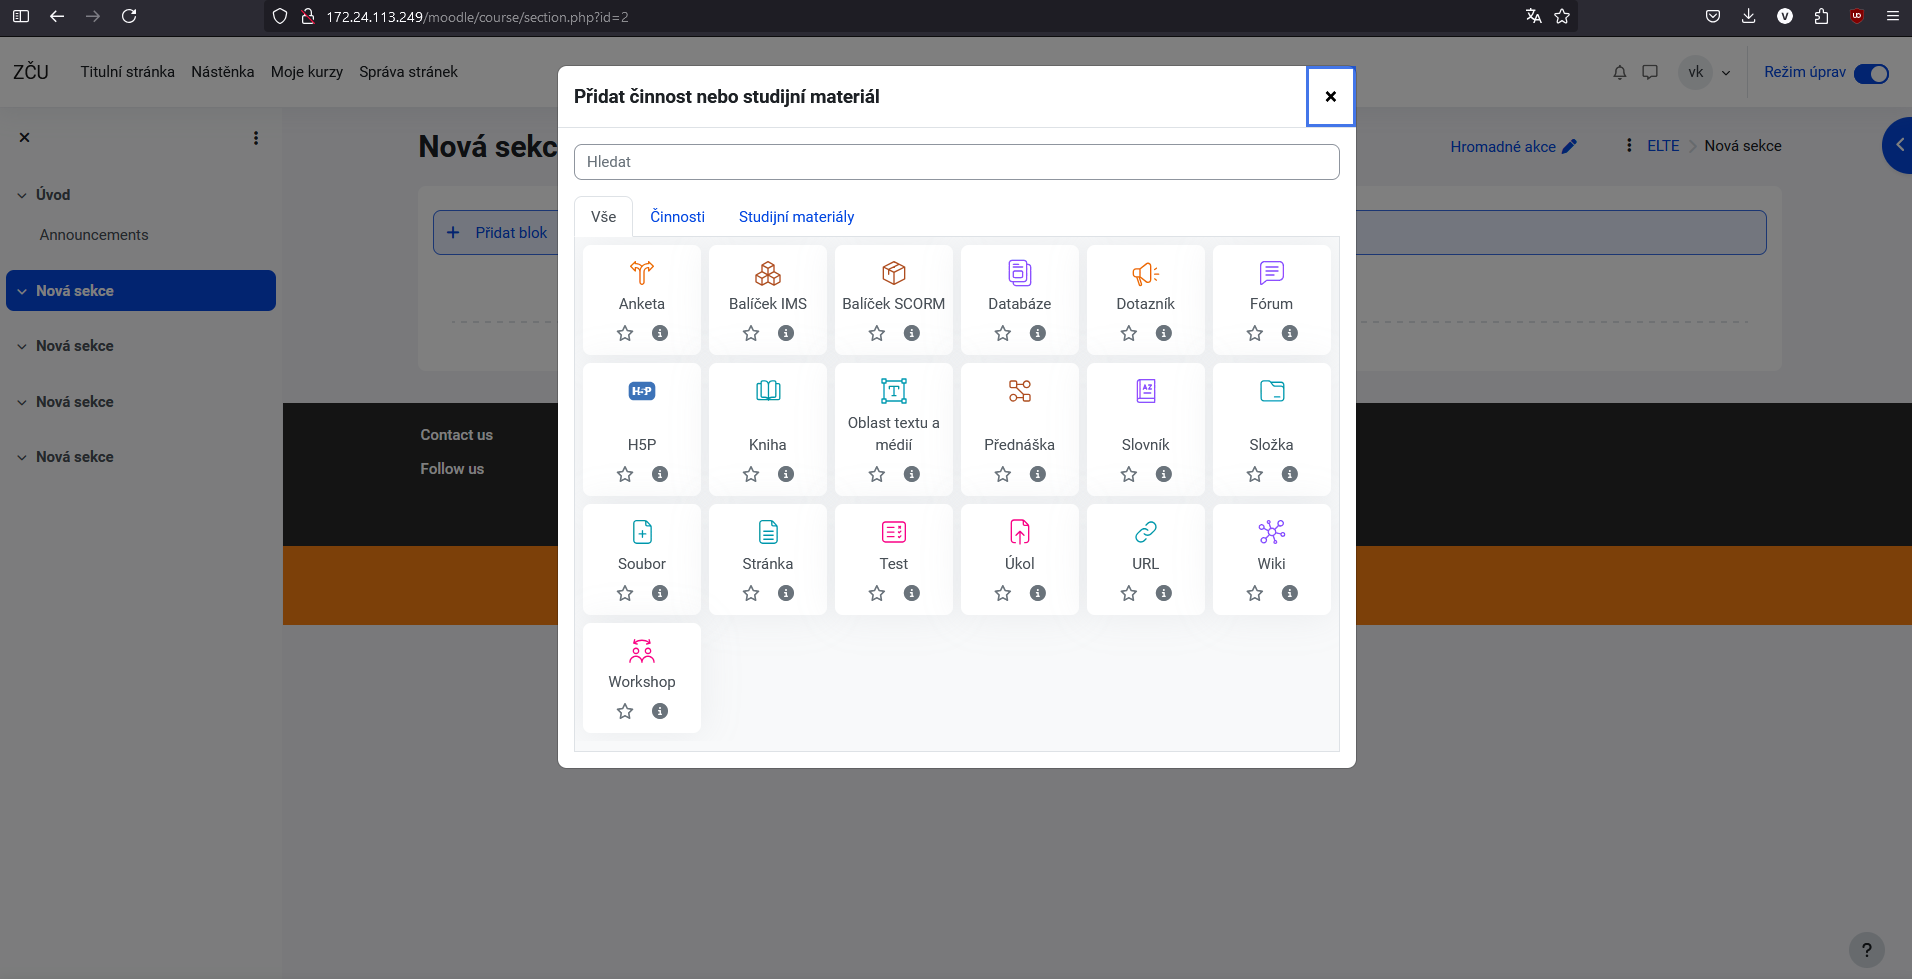 172.24.113.249/moodle/course/section.php?id=2
ZČU
Titulní stránka
Nástěnka
Moje kurzy
Správa stránek
vk
Režim úprav
Přidat činnost nebo studijní materiál
Nová sekc
Hromadné akce
ELTE
Nová sekce
Hledat
Úvod
Announcements
Nová sekce
Nová sekce
Nová sekce
Nová sekce
Přidat blok
Vše
Činnosti
Studijní materiály
Anketa
Balíček IMS
Balíček SCORM
Databáze
Dotazník
Fórum
H5P
H5P
Kniha
Oblast textu a
médií
Přednáška
AZ
Slovník
Složka
Contact us
Follow us
Soubor
Stránka
Test
Úkol
URL
Wiki
Workshop
?